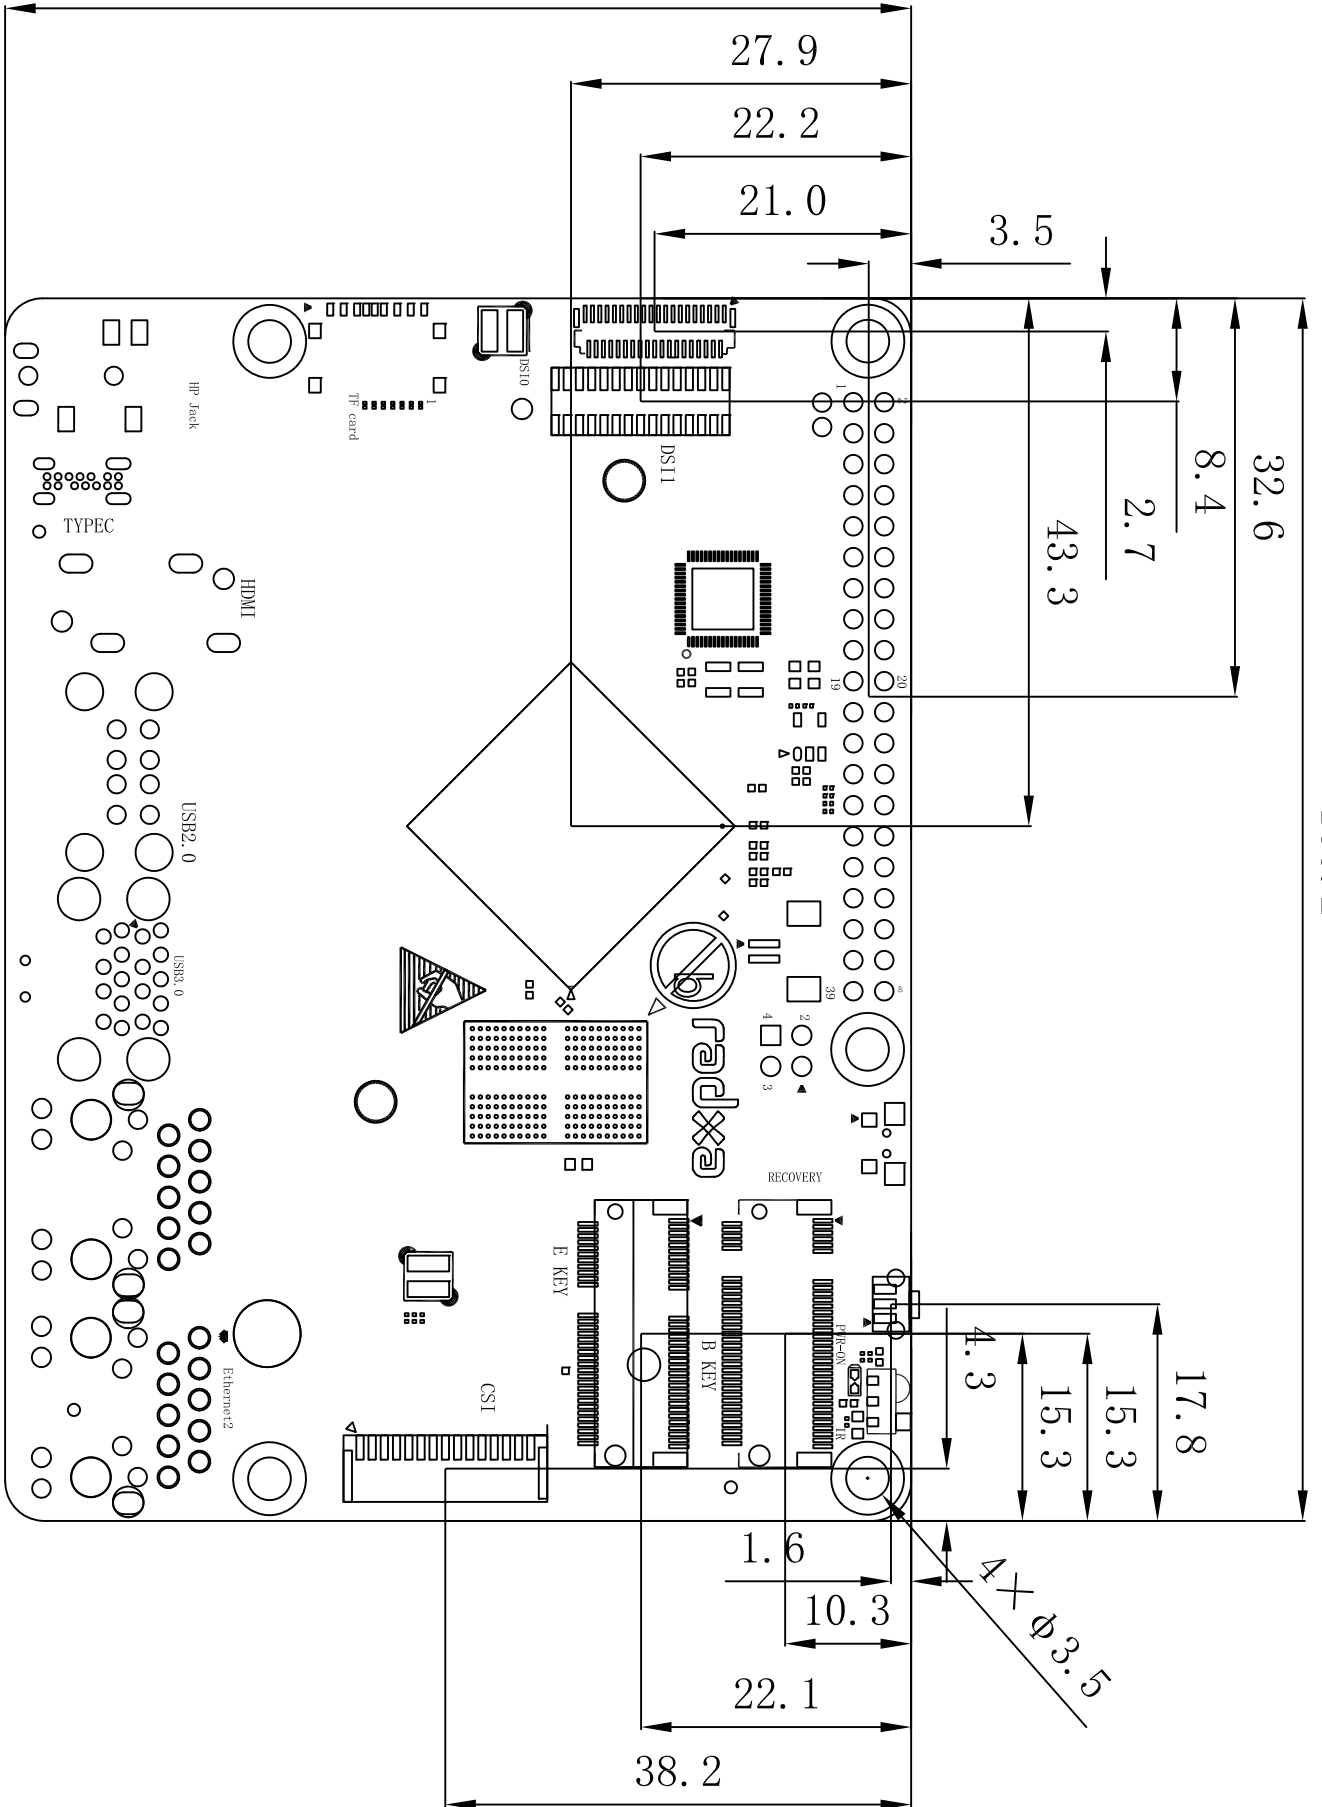 27.9
22.2
21.0
3.5
32.6
8.4
2.7
43.3
1
2
DSI0
HP Jack
TF card
1
DSI1
TYPEC
HDMI
19
20
USB2.0
USB3.0
39
40
4
2
3
radxa
RECOVERY
E KEY
B KEY
PWR-ON
IR
CSI
Ethernet2
4.3
15.3
15.3
17.8
1.6
10.3
4×Φ3.5
22.1
38.2